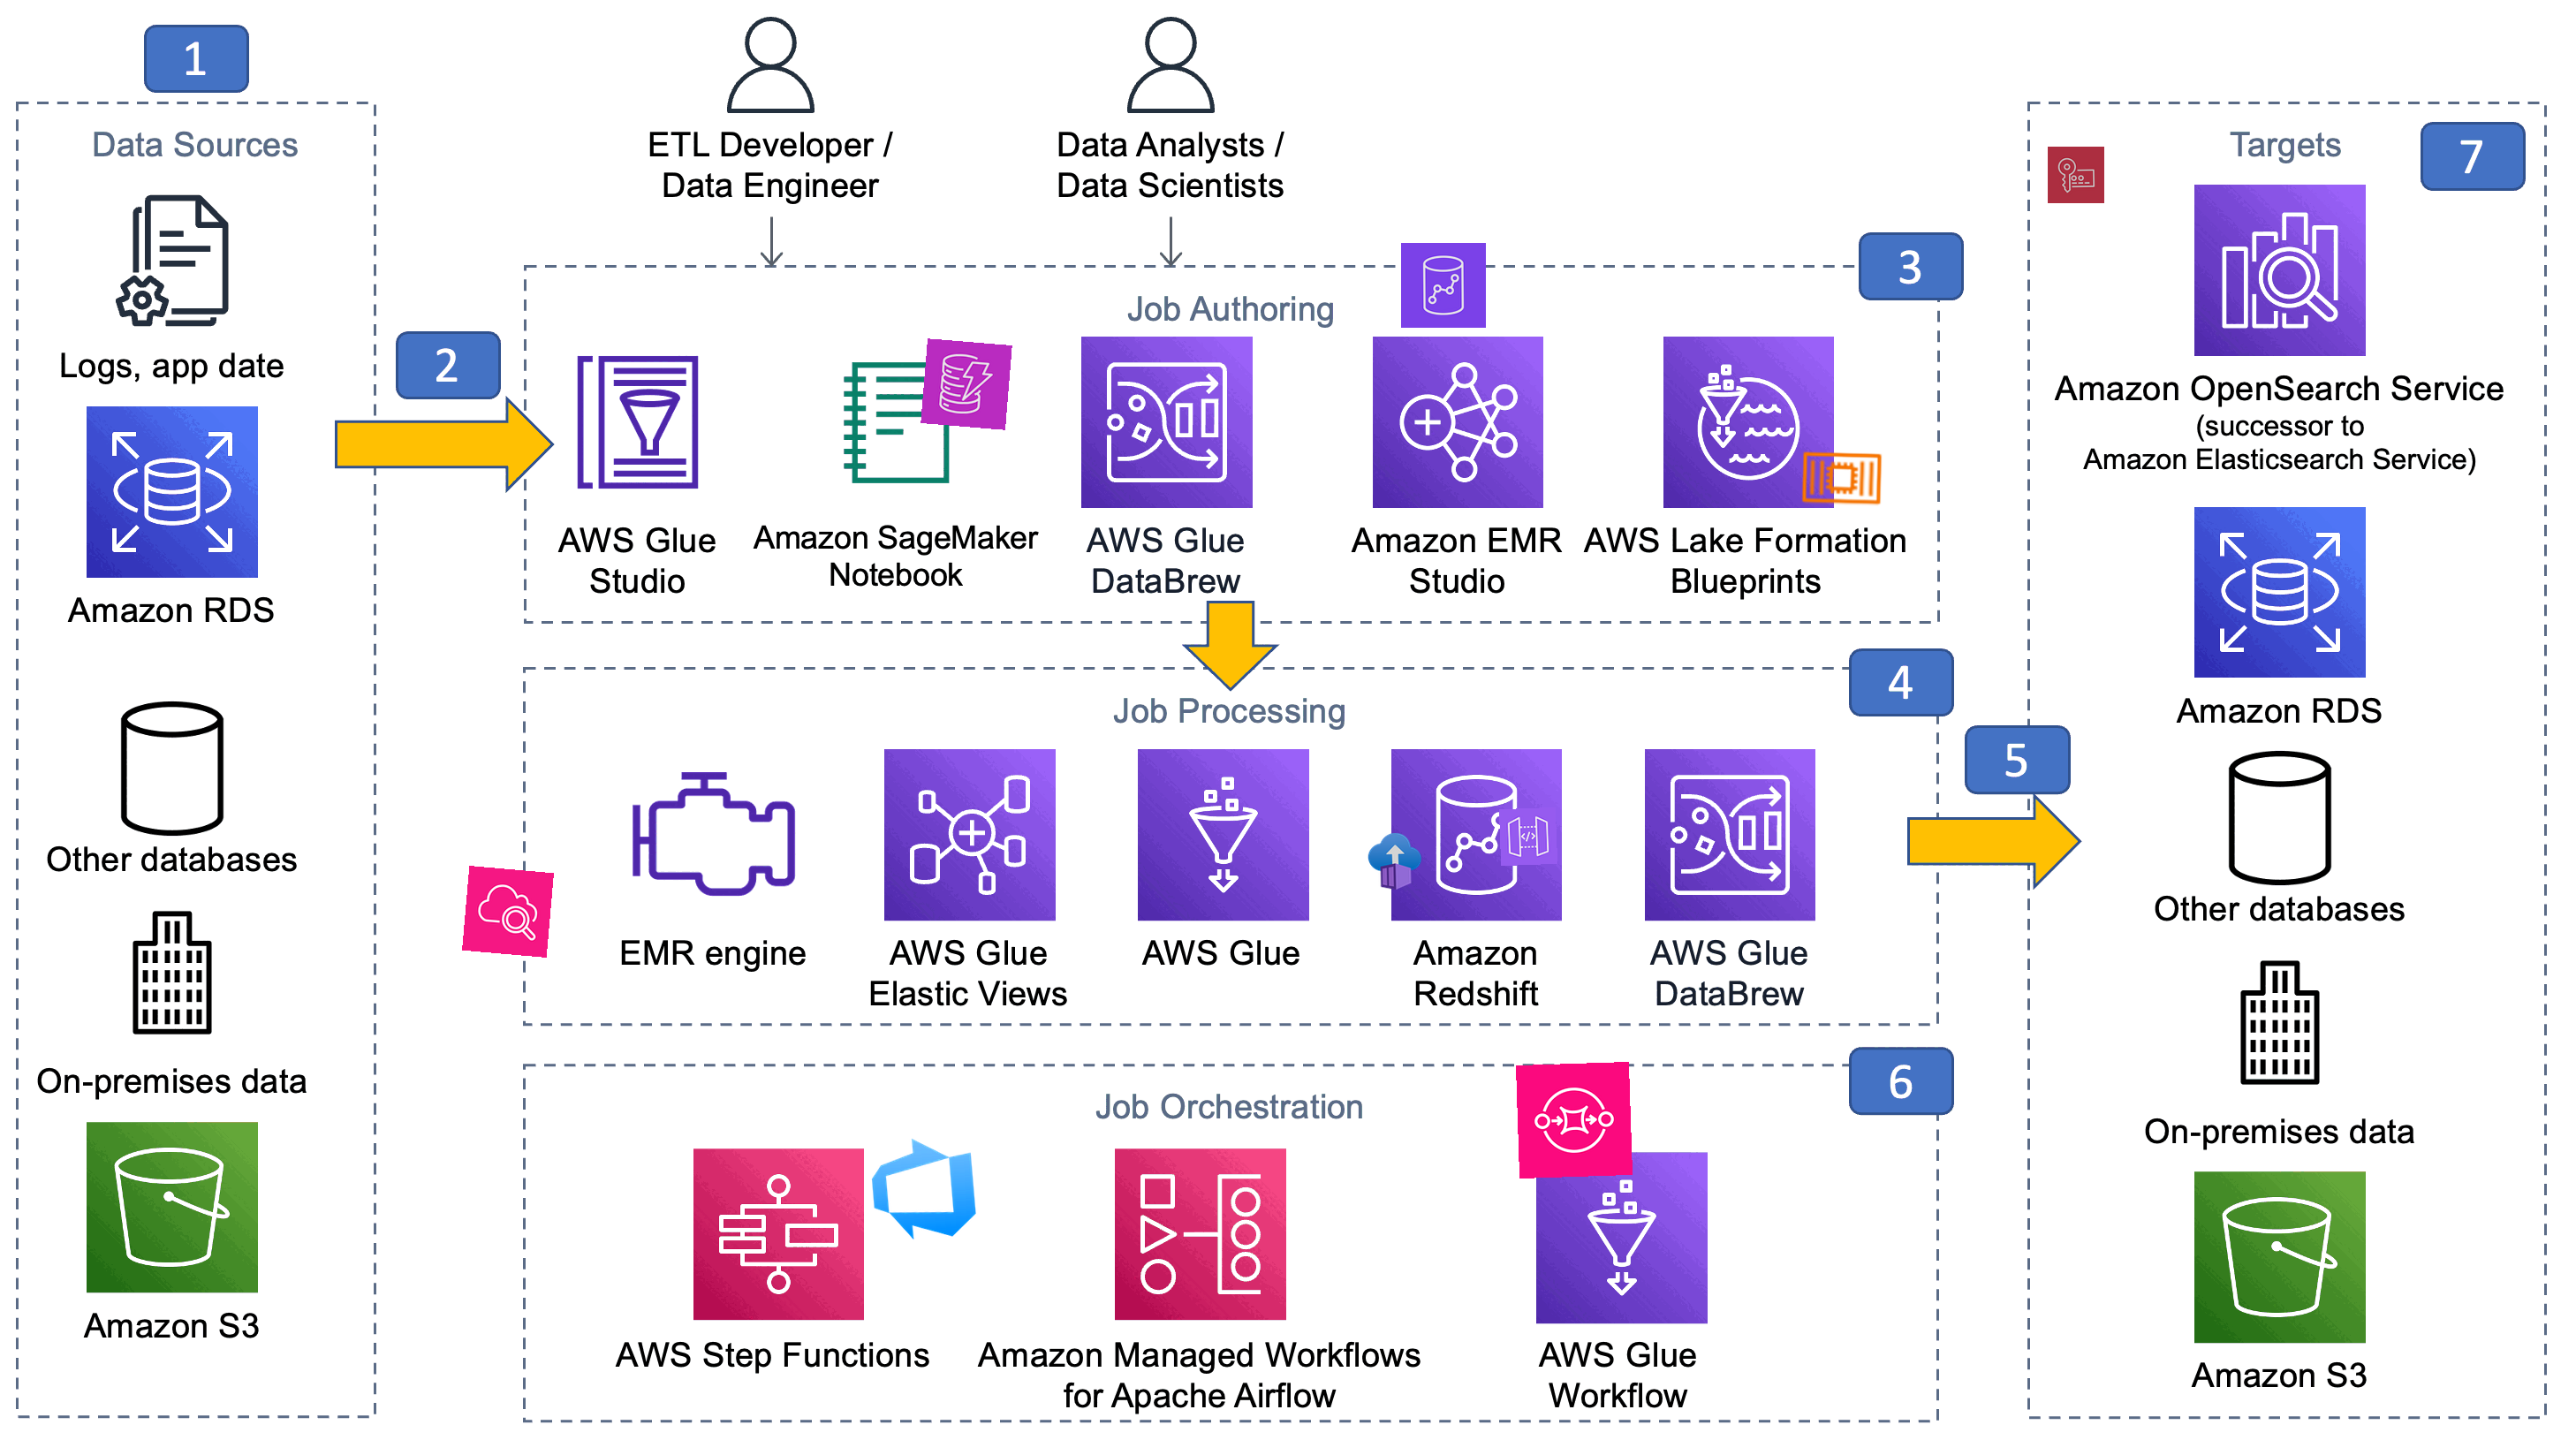 1
Data Sources
Logs, app date
Amazon RDS
Other databases
On-premises data
Amazon S3
2
ETL Developer /
Data Engineer
Data Analysts /
Data Scientists
3
Job Authoring
AWS Glue
Studio
Amazon SageMaker
Notebook
AWS Glue
DataBrew
Amazon EMR
Studio
AWS Lake Formation
Blueprints
4
Job Processing
EMR engine
AWS Glue
Elastic Views
AWS Glue
Amazon
Redshift
AWS Glue
DataBrew
5
6
Job Orchestration
AWS Step Functions
Amazon Managed Workflows
for Apache Airflow
AWS Glue
Workflow
7
Targets
Amazon OpenSearch Service
(successor to
Amazon Elasticsearch Service)
Amazon RDS
Other databases
On-premises data
Amazon S3